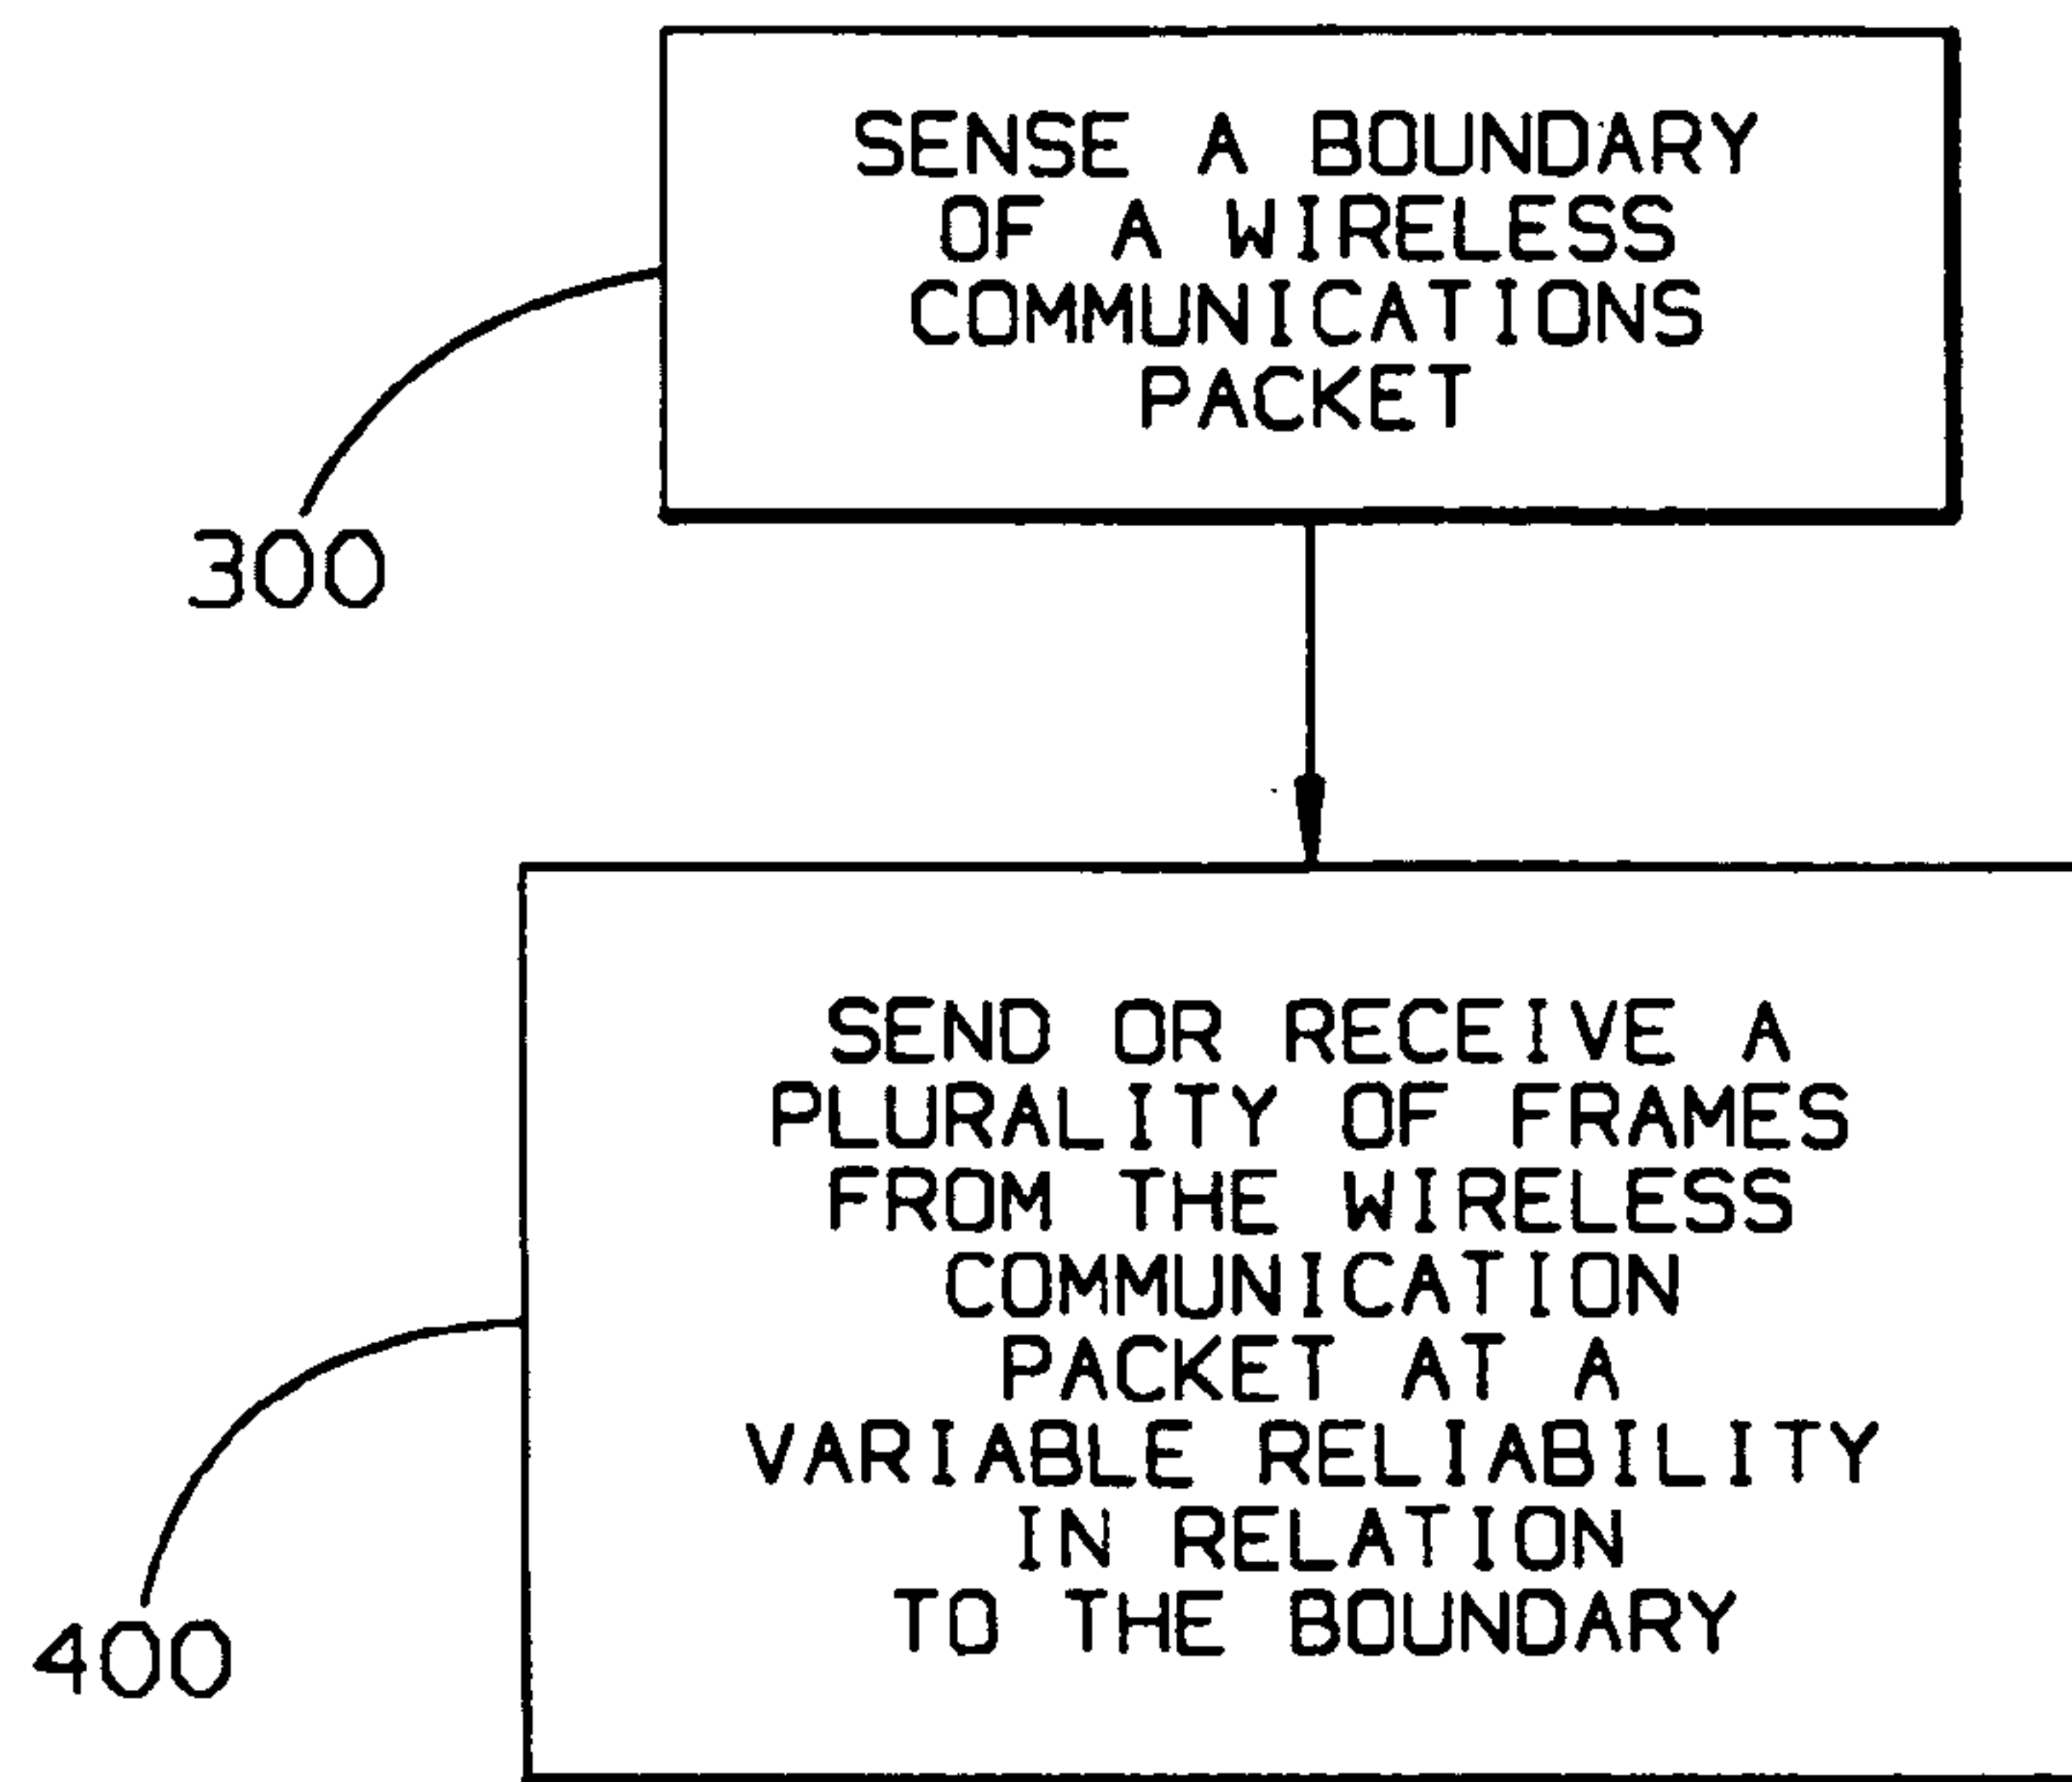 SENSE A BOUNDARY
OF A WIRELESS
COMMUNICATIONS
PACKET
300
SEND OR RECEIVE A
PLURALITY OF FRAMES
FROM THE WIRELESS
COMMUNICATION
PACKET AT A
VARIABLE RELIABILITY
IN RELATION
TO THE BOUNDARY
400